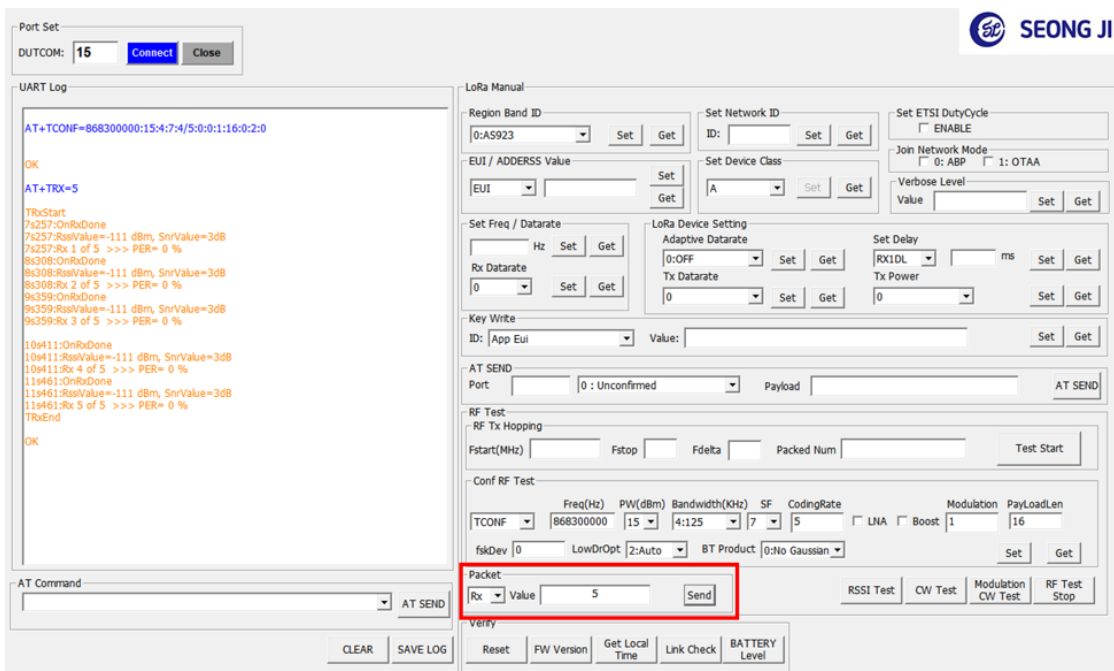 Port Set
DUTCOM: 15 Connect Close
SEONG JI
UART Log
AT+TCONF=868300000:15:4:7:4/5:0:0:1:16:0:2:0
OK
AT+TRX=5
TRxStart
7s257:OnRxDone
7s257:RssiValue=-111 dBm, SnrValue=3dB
7s257:Rx 1 of 5 >>> PER= 0 %
8s308:OnRxDone
8s308:RssiValue=-111 dBm, SnrValue=3dB
8s308:Rx 2 of 5 >>> PER= 0 %
9s359:OnRxDone
9s359:RssiValue=-111 dBm, SnrValue=3dB
9s359:Rx 3 of 5 >>> PER= 0 %
10s411:OnRxDone
10s411:RssiValue=-111 dBm, SnrValue=3dB
10s411:Rx 4 of 5 >>> PER= 0 %
11s461:OnRxDone
11s461:RssiValue=-111 dBm, SnrValue=3dB
11s461:Rx 5 of 5 >>> PER= 0 %
TRxEnd
OK
AT Command
AT SEND
CLEAR SAVE LOG
LoRa Manual
Region Band ID
0:AS923 Set Get
Set Network ID
ID: Set Get
Set ETSI DutyCycle
ENABLE
Join Network Mode
0: ABP 1: OTAA
EUI / ADDERSS Value
EUI Set
Get
Set Device Class
A Set Get
Verbose Level
Value Set Get
Set Freq / Datarate
Hz Set Get
Rx Datarate
0 Set Get
LoRa Device Setting
Adaptive Datarate Set Delay
0:OFF Set Get RX1DL ms Set Get
Tx Datarate Tx Power
0 Set Get 0 Set Get
Key Write
ID: App Eui Value: Set Get
AT SEND
Port 0 : Unconfirmed Payload AT SEND
RF Test
RF Tx Hopping
Fstart(MHz) Fstop Fdelta Packed Num Test Start
Conf RF Test
Freq(Hz) PW(dBm) Bandwidth(KHz) SF CodingRate Modulation PayLoadLen
TCONF 868300000 15 4:125 7 5 LNA Boost 1 16
fskDev 0 LowDrOpt 2:Auto BT Product 0:No Gaussian Set Get
Packet
Rx Value 5 Send
RSSI Test CW Test Modulation CW Test RF Test Stop
Verify
Reset FW Version Get Local Time Link Check BATTERY Level